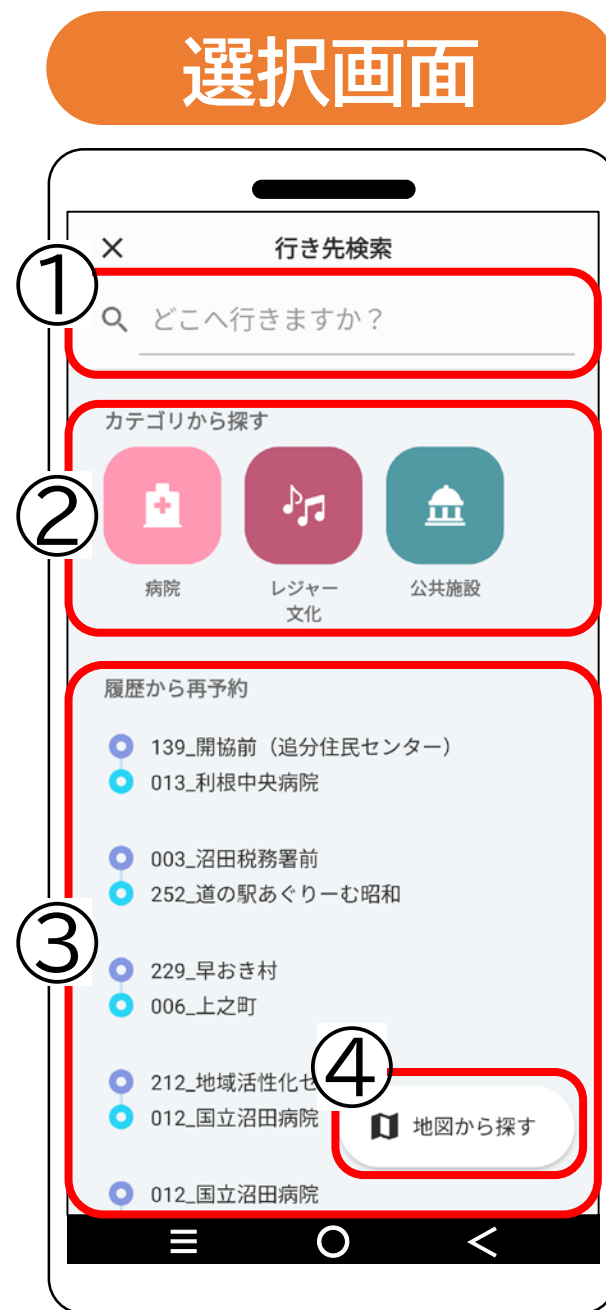 選択画面
行き先検索
①
どこへ行きますか？
カテゴリから探す
②
病院
レジャー
文化
公共施設
履歴から再予約
139_開協前（追分住民センター）
013_利根中央病院
003_沼田税務署前
252_道の駅あぐりーむ昭和
③
229_早おき村
006_上之町
④
212_地域活性化セ
012_国立沼田病院
地図から探す
012_国立沼田病院